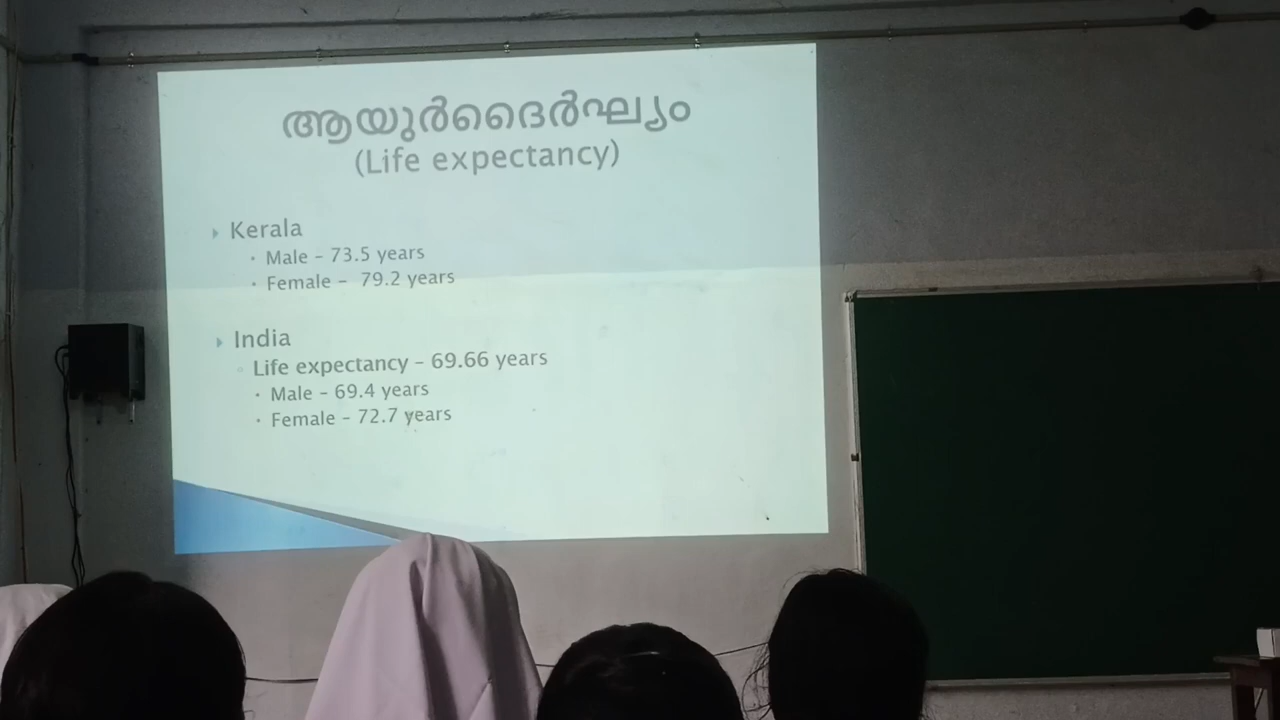 ആയുർദൈർഘ്യം
(Life expectancy)
Kerala
Male – 73.5 years
Female – 79.2 years
India
Life expectancy – 69.66 years
Male – 69.4 years
Female – 72.7 years